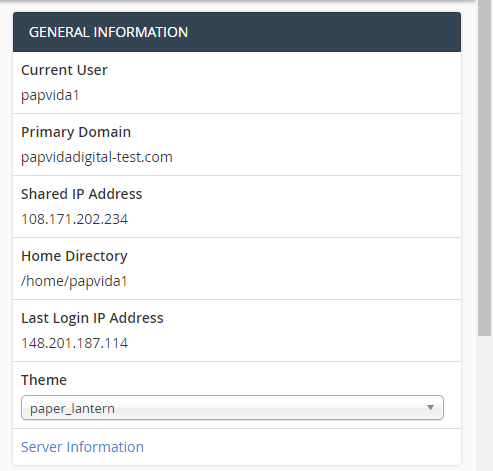 GENERAL INFORMATION
Current User
papvida1
Primary Domain
papvidadigital-test.com
Shared IP Address
108.171.202.234
Home Directory
/home/papvida1
Last Login IP Address
148.201.187.114
Theme
paper_lantern
Server Information